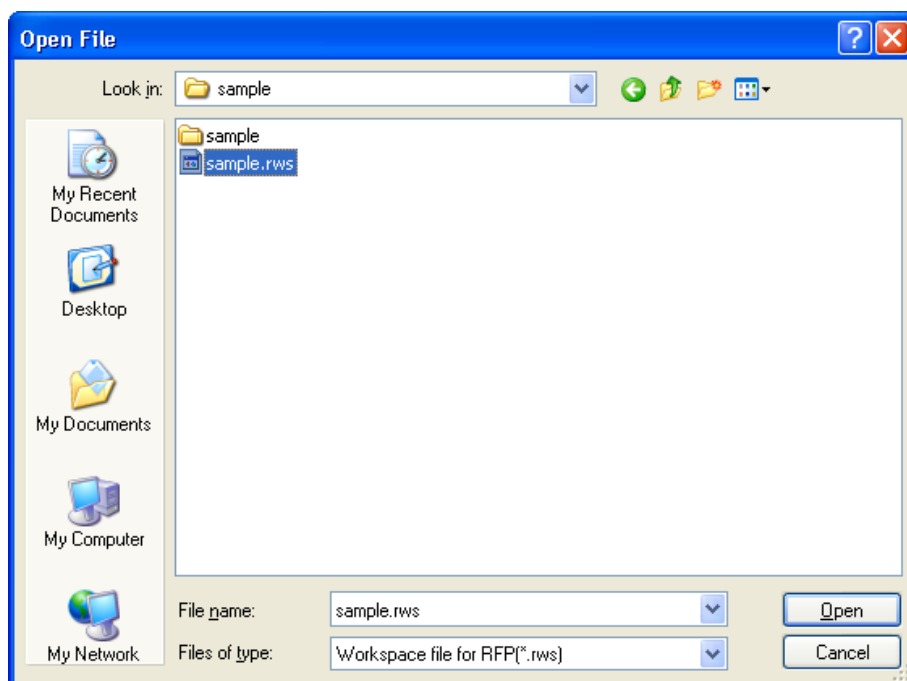 Open File
Look in:
sample
sample
sample.rws
My Recent
Documents
Desktop
My Documents
My Computer
My Network
File name:
sample.rws
Open
Files of type:
Workspace file for RFP(*.rws)
Cancel